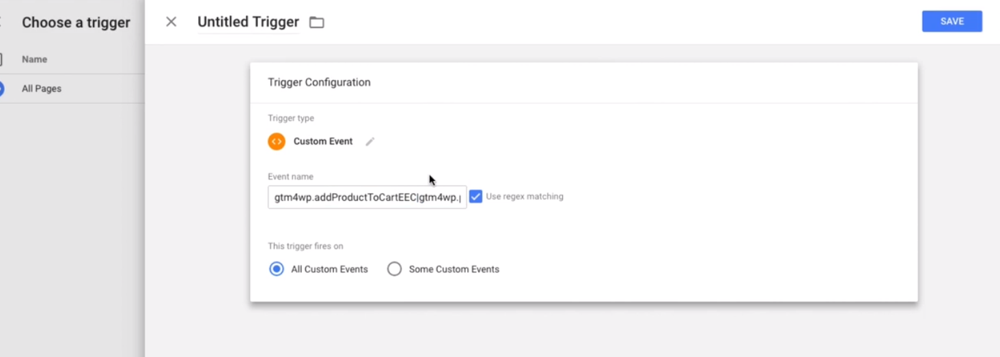 Choose a trigger
Untitled Trigger
SAVE
Name
All Pages
Trigger Configuration
Trigger type
Custom Event
Event name
gtm4wp.addProductToCartEEC|gtm4wp.
Use regex matching
This trigger fires on
All Custom Events
Some Custom Events